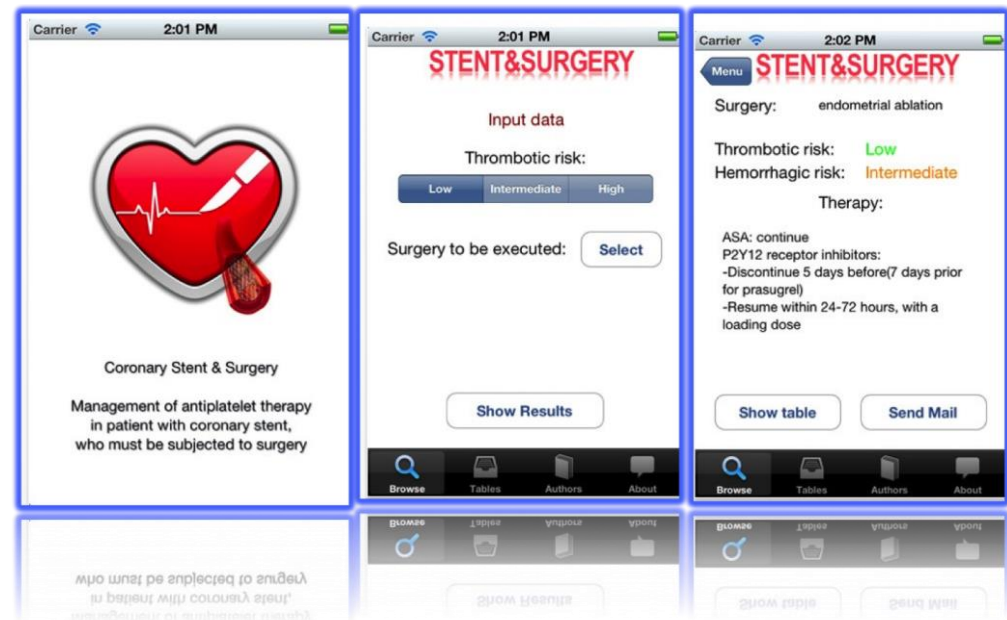 Carrier 2:01 PM
Coronary Stent & Surgery
Management of antiplatelet therapy
in patient with coronary stent,
who must be subjected to surgery
Carrier 2:01 PM
STENT&SURGERY
Input data
Thrombotic risk:
Low Intermediate High
Surgery to be executed: Select
Show Results
Browse Tables Authors About
Carrier 2:02 PM
Menu STENT&SURGERY
Surgery: endometrial ablation
Thrombotic risk: Low
Hemorrhagic risk: Intermediate
Therapy:
ASA: continue
P2Y12 receptor inhibitors:
-Discontinue 5 days before(7 days prior
for prasugrel)
-Resume within 24-72 hours, with a
loading dose
Show table Send Mail
Browse Tables Authors About